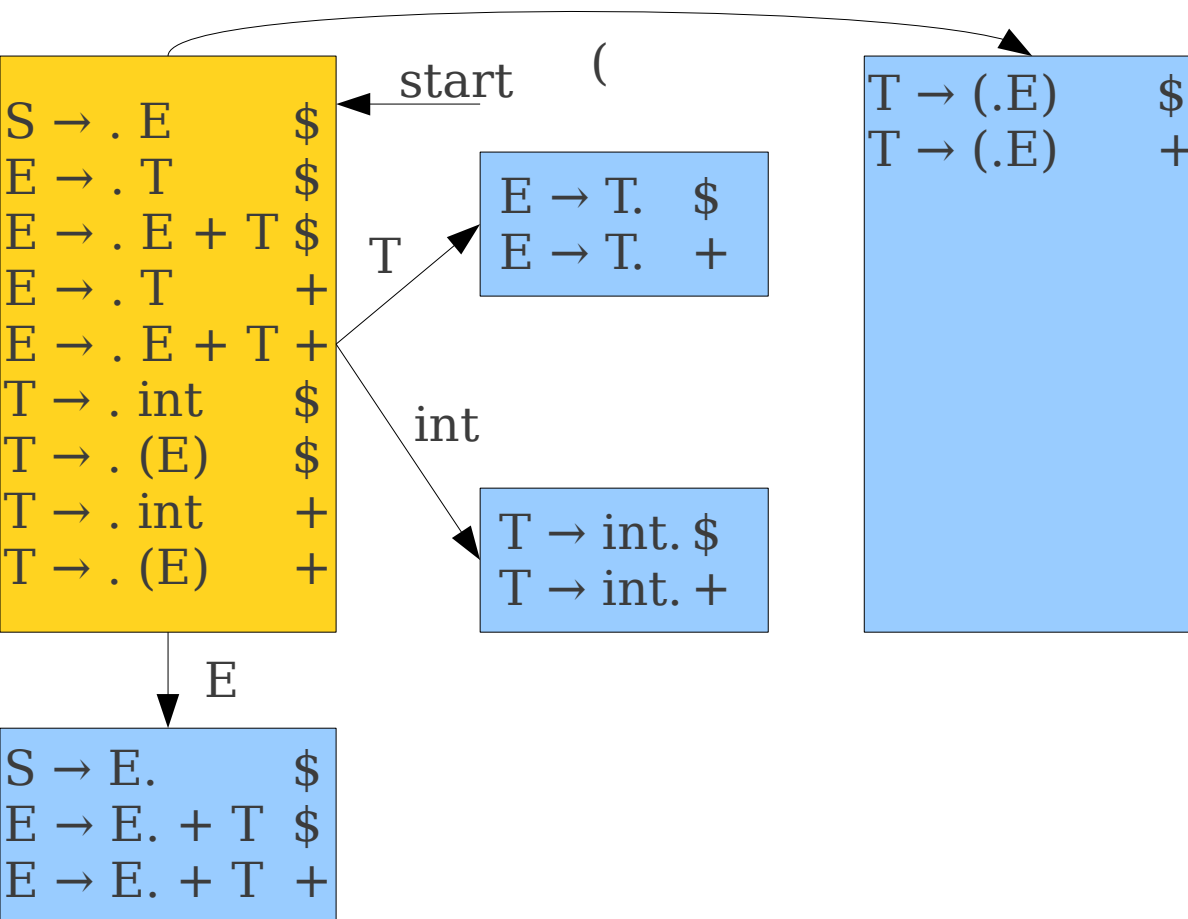 (
start
S → . E $
E → . T $
E → . E + T $
E → . T +
E → . E + T +
T → . int $
T → . (E) $
T → . int +
T → . (E) +
T
E → T. $
E → T. +
int
T → int. $
T → int. +
T → (.E) $
T → (.E) +
E
S → E. $
E → E. + T $
E → E. + T +